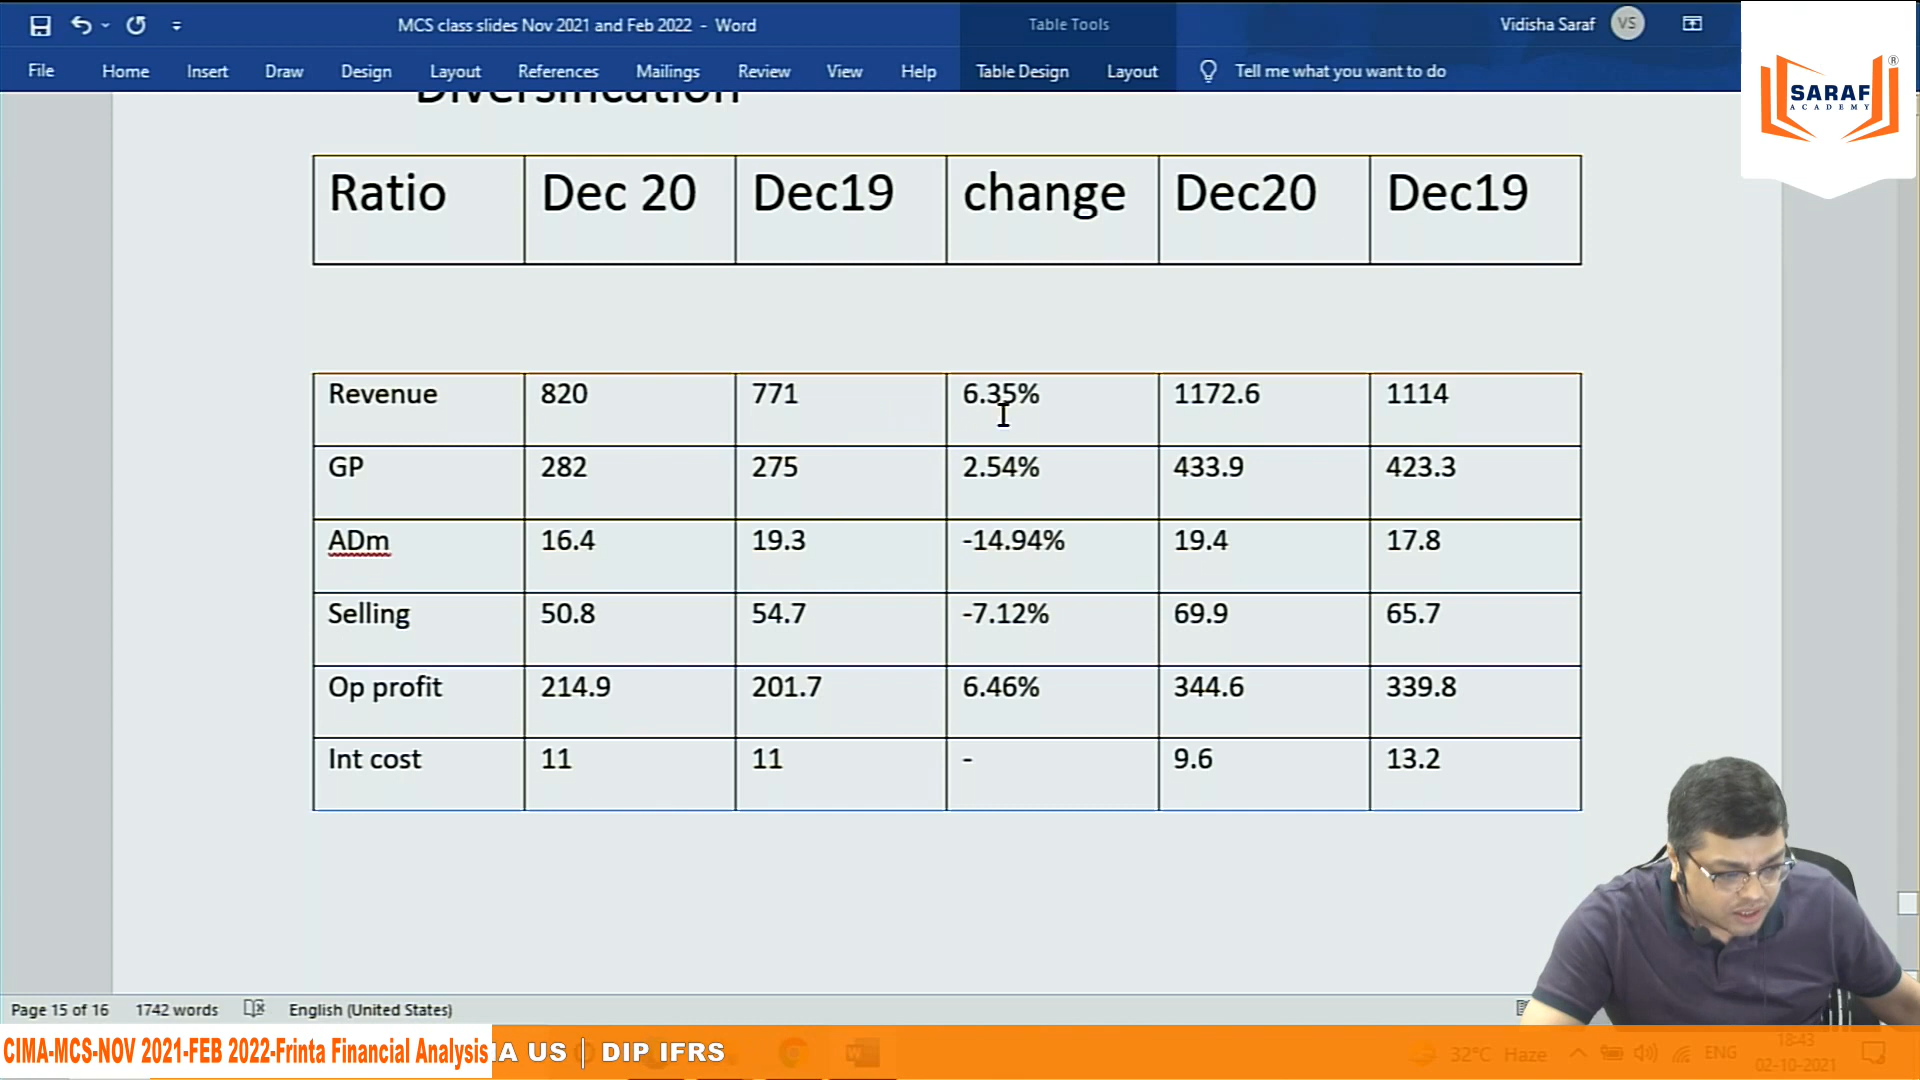 MCS class slides Nov 2021 and Feb 2022 - Word
Table Tools
Vidisha Saraf
VS
File Home Insert Draw Design Layout References Mailings Review View Help Table Design Layout Tell me what you want to do
SARAF
ACADEMY
®
Diversification
Ratio Dec 20 Dec19 change Dec20 Dec19
Revenue 820 771 6.35% 1172.6 1114
GP 282 275 2.54% 433.9 423.3
ADm 16.4 19.3 -14.94% 19.4 17.8
Selling 50.8 54.7 -7.12% 69.9 65.7
Op profit 214.9 201.7 6.46% 344.6 339.8
Int cost 11 11 - 9.6 13.2
Page 15 of 16 1742 words English (United States)
CIMA-MCS-NOV 2021-FEB 2022-Frinta Financial Analysis
US | DIP IFRS
32°C Haze ENG
18:43
02-10-2021